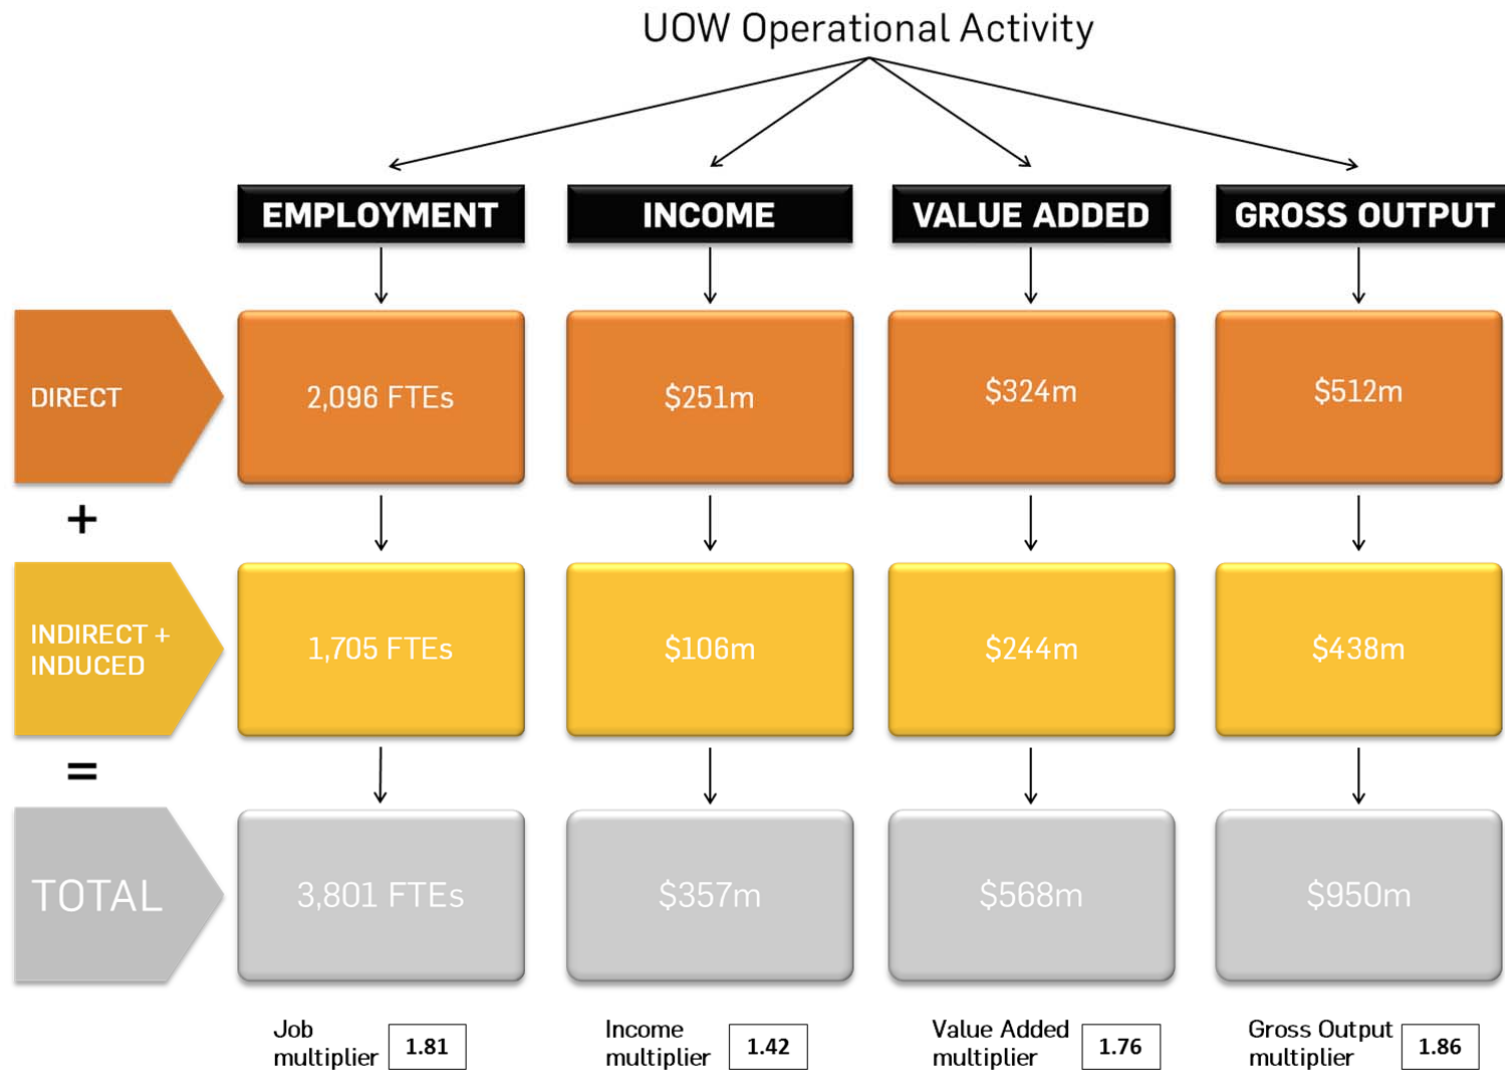 UOW Operational Activity
EMPLOYMENT
INCOME
VALUE ADDED
GROSS OUTPUT
DIRECT
2,096 FTEs
$251m
$324m
$512m
+
INDIRECT +
INDUCED
1,705 FTEs
$106m
$244m
$438m
=
TOTAL
3,801 FTEs
$357m
$568m
$950m
Job
multiplier
1.81
Income
multiplier
1.42
Value Added
multiplier
1.76
Gross Output
multiplier
1.86